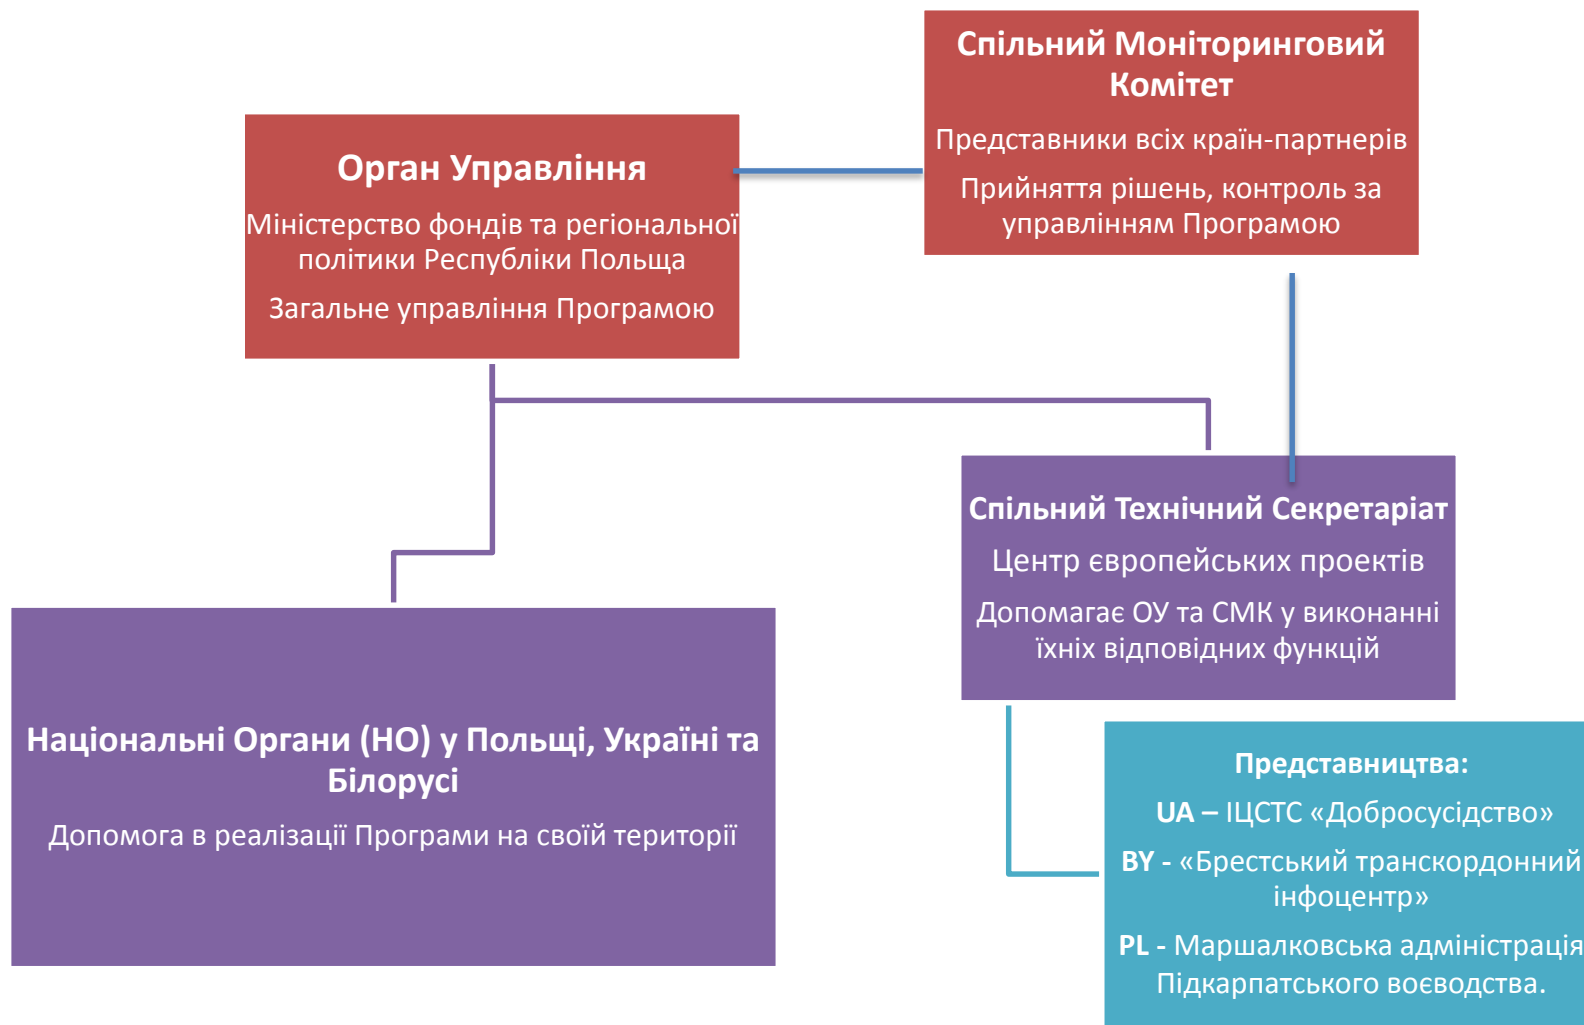 Спільний Моніторинговий
Комітет
Представники всіх країн-партнерів
Прийняття рішень, контроль за
управлінням Програмою
Орган Управління
Міністерство фондів та регіональної
політики Республіки Польща
Загальне управління Програмою
Спільний Технічний Секретаріат
Центр європейських проектів
Допомагає ОУ та СМК у виконанні
їхніх відповідних функцій
Національні Органи (НО) у Польщі, Україні та
Білорусі
Допомога в реалізації Програми на своїй території
Представництва:
UA – ІЦСТС «Добросусідство»
BY - «Брестський транскордонний
інфоцентр»
PL - Маршалковська адміністрація
Підкарпатського воєводства.